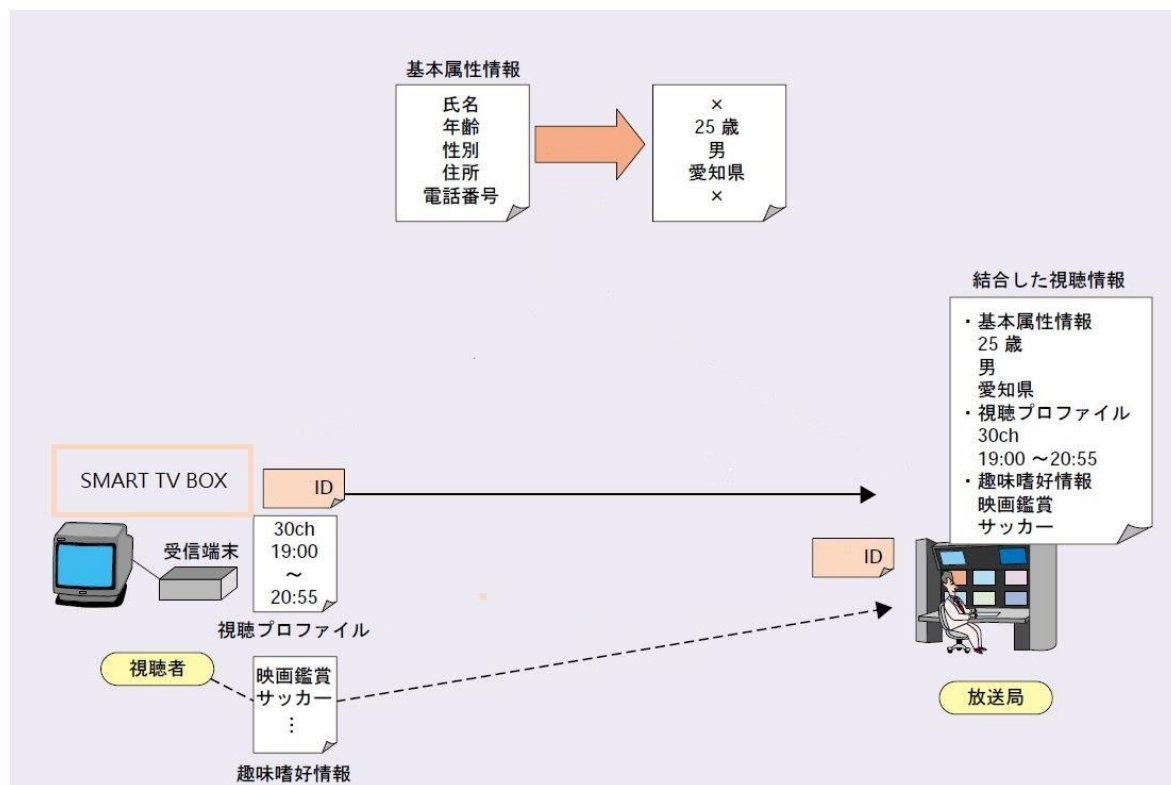 基本属性情報
氏名
年齢
性別
住所
電話番号
×
25 歳
男
愛知県
×
結合した視聴情報
・基本属性情報
25 歳
男
愛知県
・視聴プロファイル
30ch
19:00 ～20:55
・趣味嗜好情報
映画鑑賞
サッカー
SMART TV BOX
ID
受信端末
30ch
19:00
～
20:55
視聴プロファイル
ID
視聴者
映画鑑賞
サッカー
⋮
趣味嗜好情報
放送局